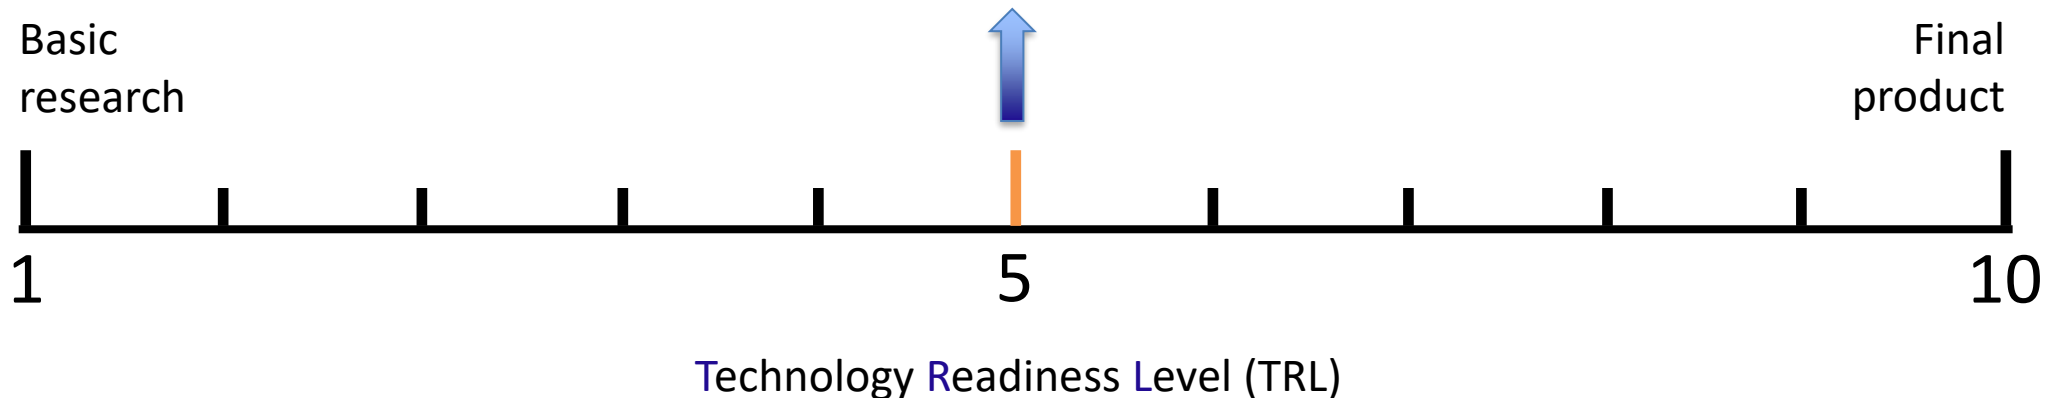 Basic
research
Final
product
1
5
10
Technology Readiness Level (TRL)